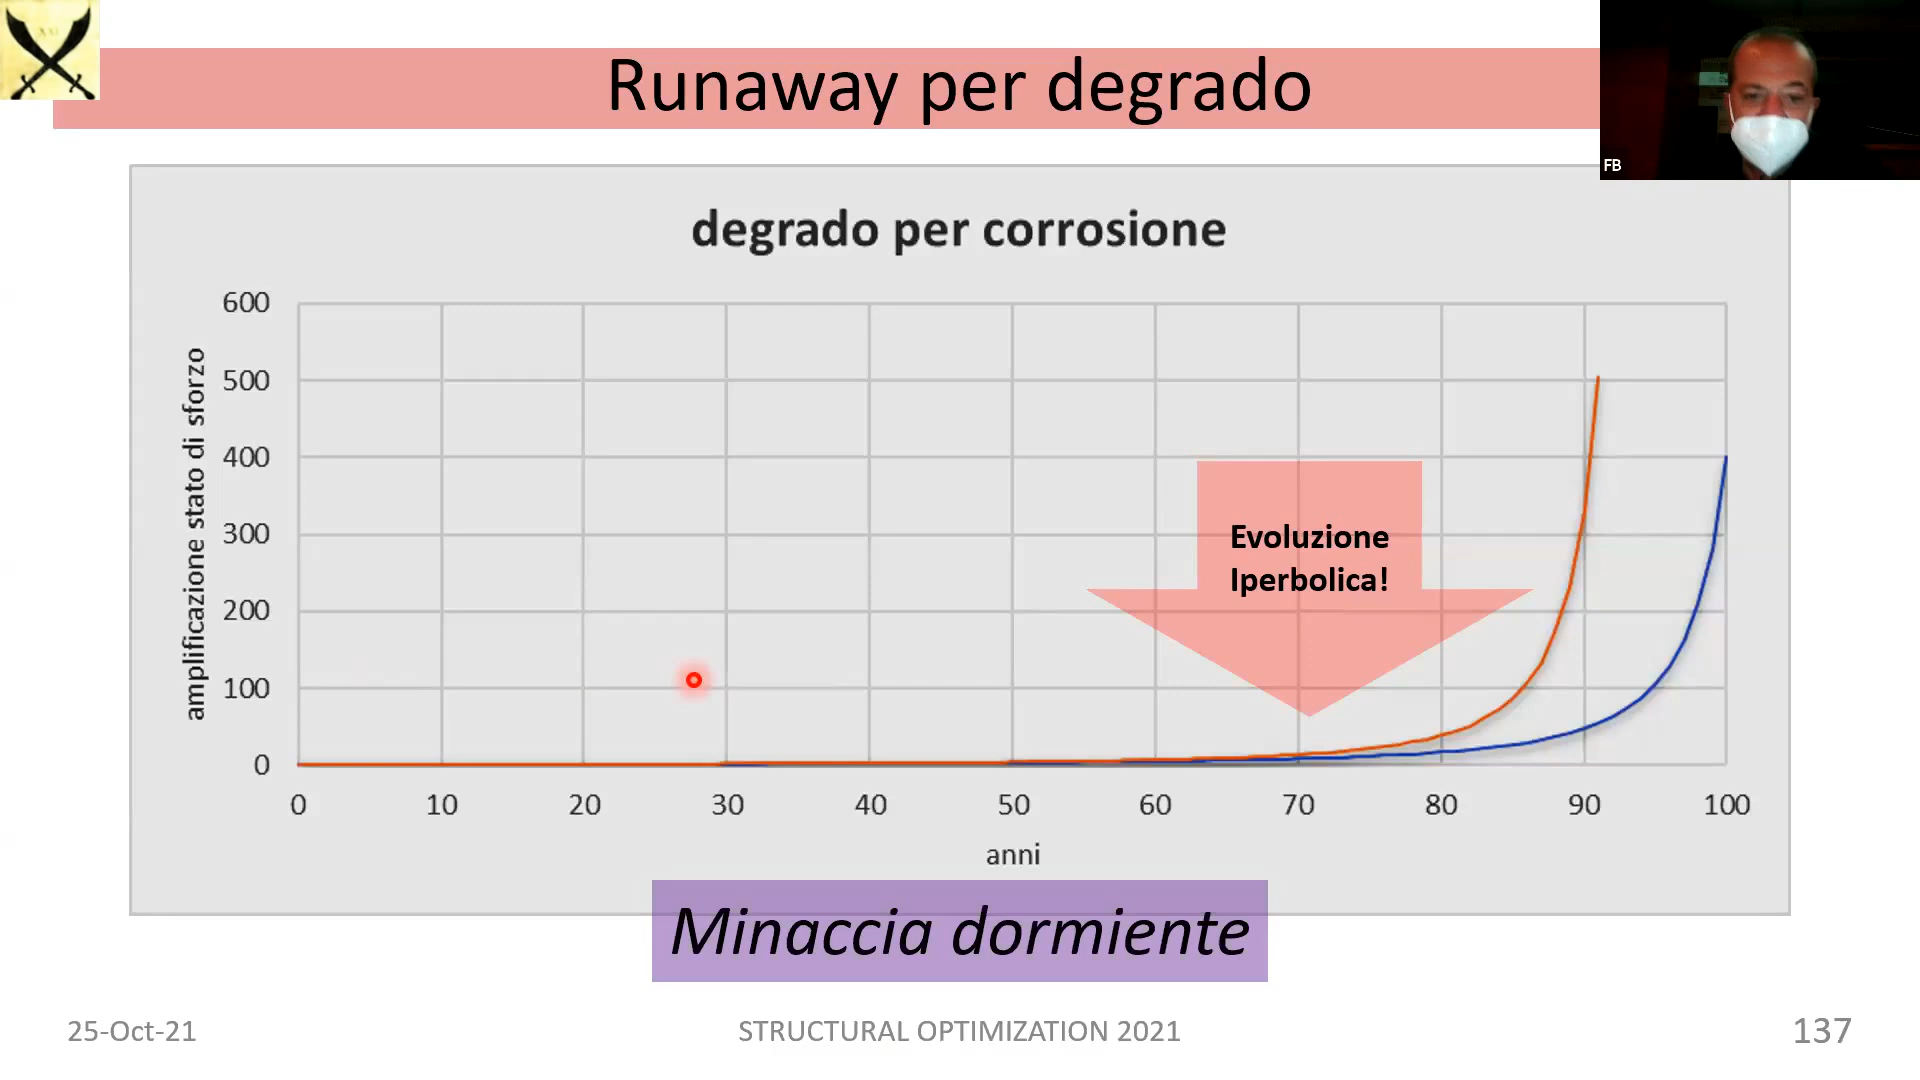 Runaway per degrado
FB
degrado per corrosione
amplificazione stato di sforzo
600
500
400
300
200
100
0
Evoluzione
Iperbolica!
0 10 20 30 40 50 60 70 80 90 100
anni
Minaccia dormiente
25-Oct-21
STRUCTURAL OPTIMIZATION 2021
137